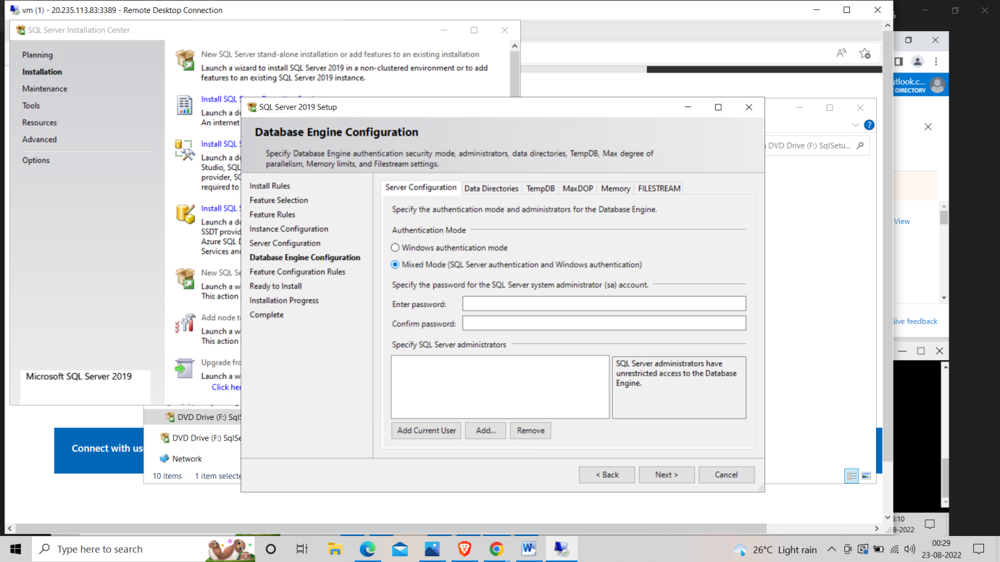 vm (1) - 20.235.113.83:3389 - Remote Desktop Connection
SQL Server Installation Center
Planning
Installation
Maintenance
Tools
Resources
Advanced
Options
Microsoft SQL Server 2019
New SQL Server stand-alone installation or add features to an existing installation
Launch a wizard to install SQL Server 2019 in a non-clustered environment or to add
features to an existing SQL Server 2019 instance.
Install SQL
Launch a
An internet
Install SQL
Launch a
Studio, SQL
provider,
required to
Install SQL
Launch a
SSDT
Azure SQL
Services
New SQL
Launch a
This action
Add node
Launch a
This action
Upgrade
Launch a
Click
SQL Server 2019 Setup
Database Engine Configuration
Specify Database Engine authentication security mode, administrators, data directories, TempDB, Max degree of
parallelism, Memory limits, and Filestream settings.
Install Rules
Feature Selection
Feature Rules
Instance Configuration
Server Configuration
Database Engine Configuration
Feature Configuration Rules
Ready to Install
Installation Progress
Complete
Server Configuration Data Directories TempDB MaxDOP Memory FILESTREAM
Specify the authentication mode and administrators for the Database Engine.
Authentication Mode
Windows authentication mode
Mixed Mode (SQL Server authentication and Windows authentication)
Specify the password for the SQL Server system administrator (sa) account.
Enter password:
Confirm password:
Specify SQL Server administrators
SQL Server administrators have
unrestricted access to the Database
Engine.
Add Current User Add... Remove
< Back Next > Cancel
DVD Drive (F:) SqlSetu...
utlook.c...
DIRECTORY
View
Give feedback
DVD Drive (F:)
DVD Drive (F:)
Network
10 items 1 item
Connect with
3:10
8-2022
Type here to search
26°C Light rain
00:29
23-08-2022